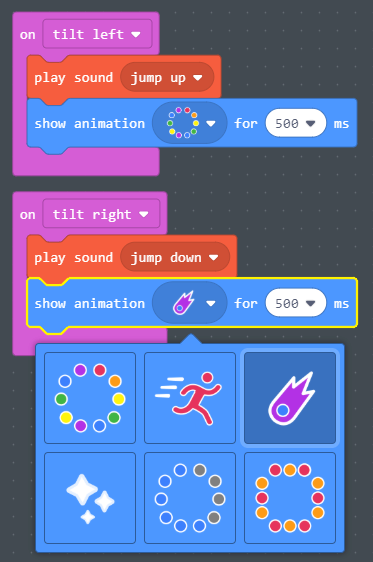 on tilt left
play sound jump up
show animation for 500 ms
on tilt right
play sound jump down
show animation for 500 ms